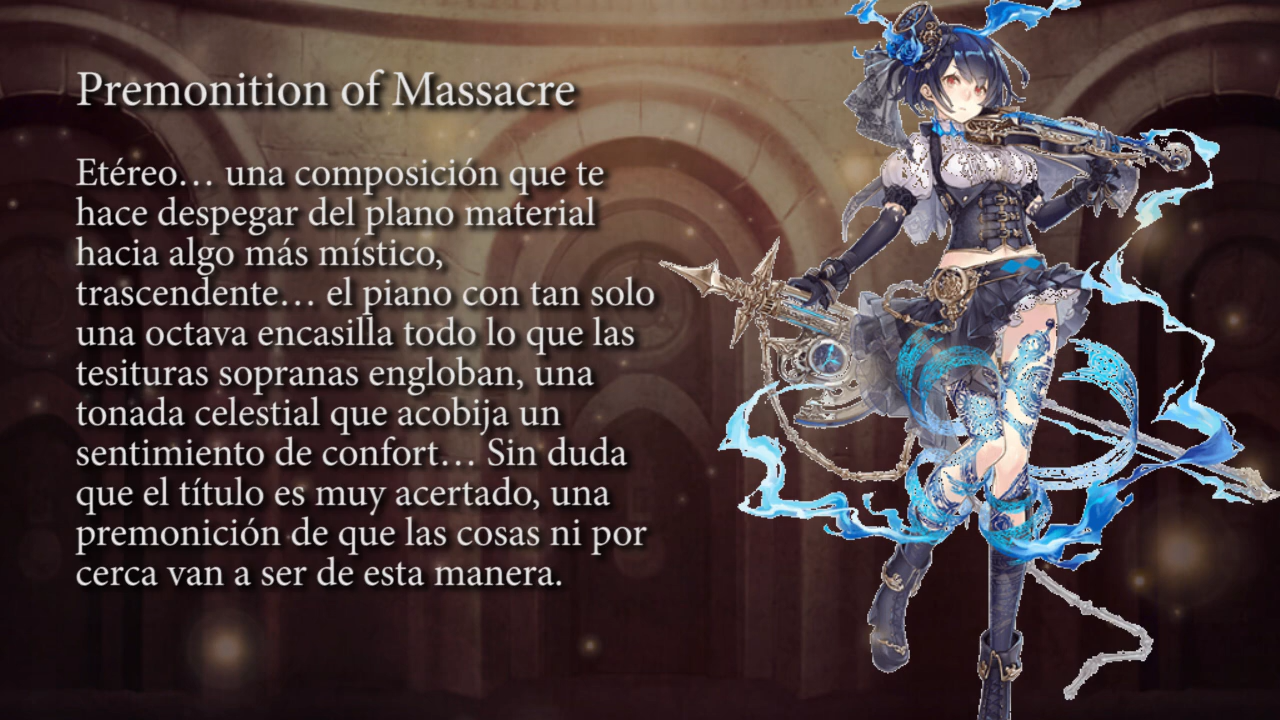 Premonition of Massacre
Etéreo… una composición que te
hace despegar del plano material
hacia algo más místico,
trascendente… el piano con tan solo
una octava encasilla todo lo que las
tesituras sopranas engloban, una
tonada celestial que acobija un
sentimiento de confort… Sin duda
que el título es muy acertado, una
premonición de que las cosas ni por
cerca van a ser de esta manera.